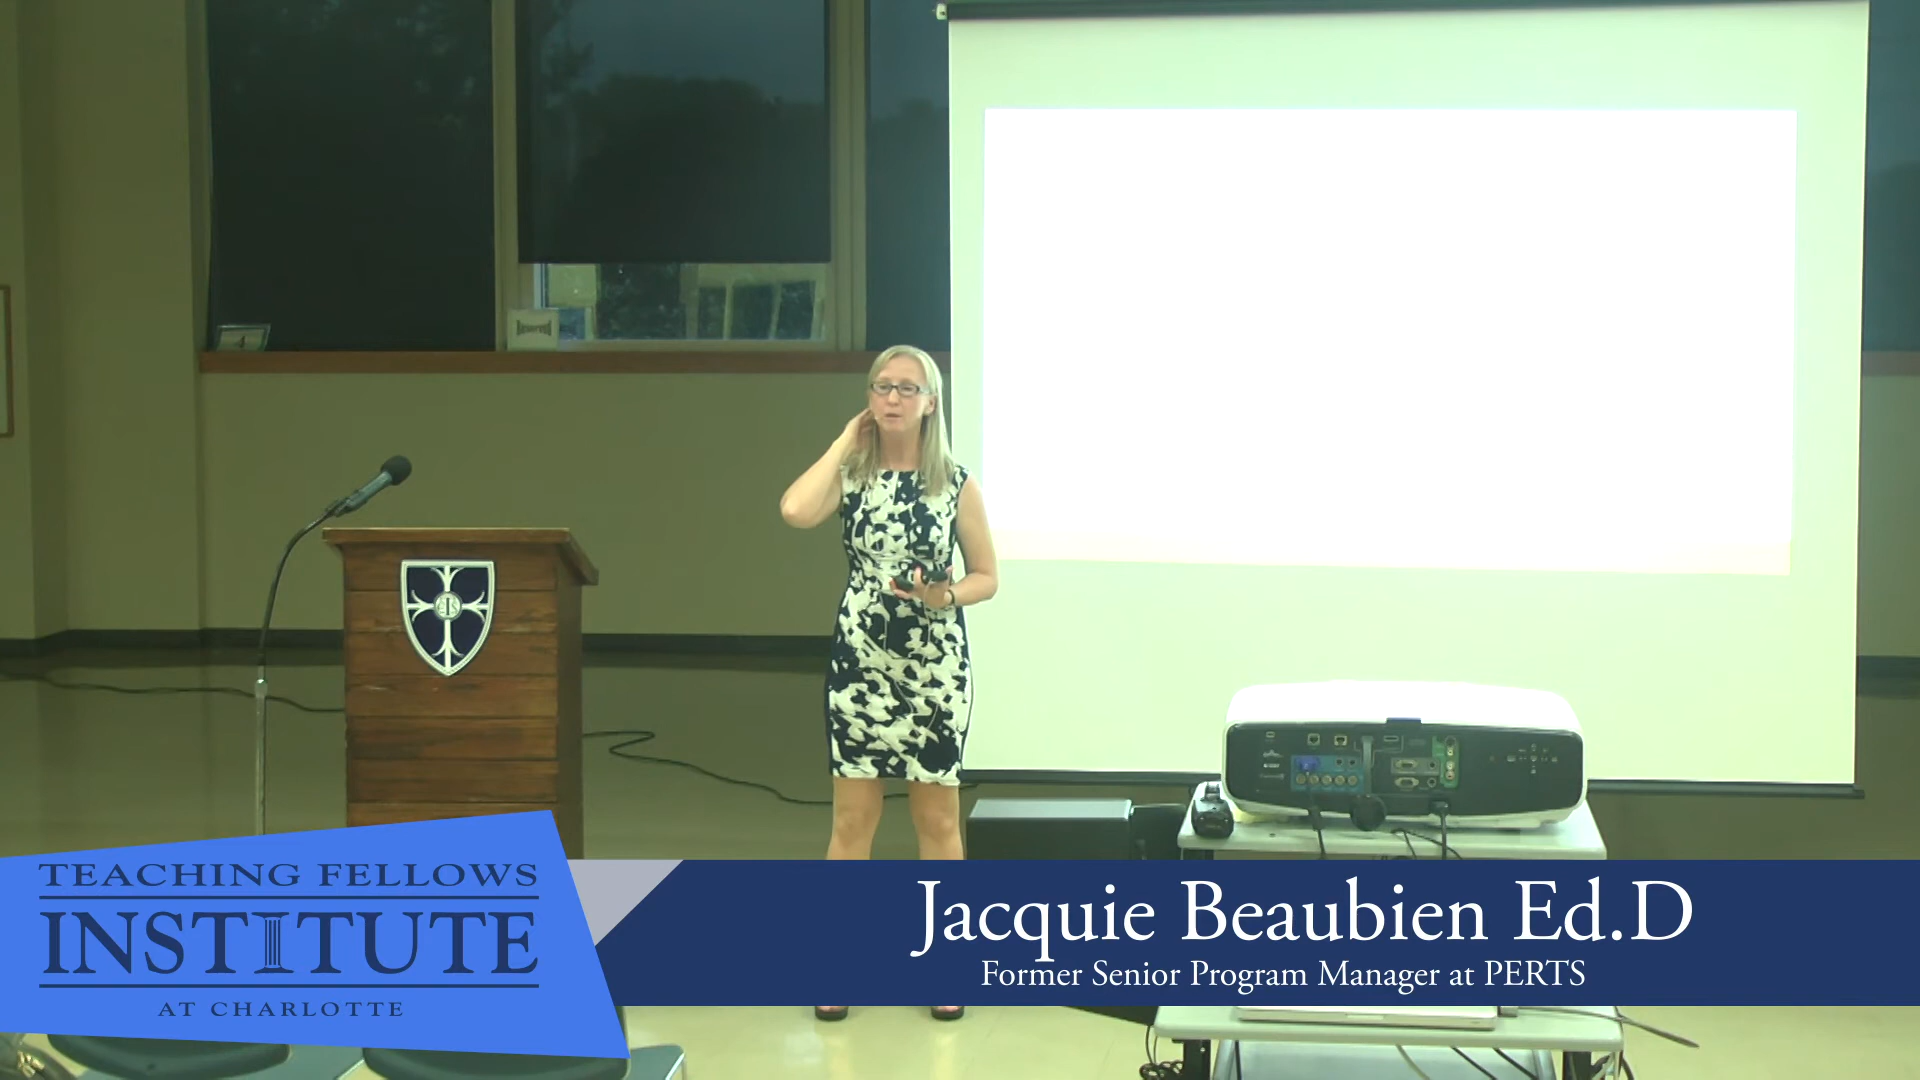 TEACHING FELLOWS
INSTITUTE
AT CHARLOTTE
Jacquie Beaubien Ed.D
Former Senior Program Manager at PERTS